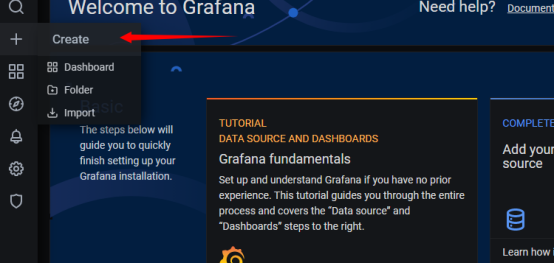 Welcome to Grafana
Need help?
Document
Create
Dashboard
Folder
Import
Basic
The steps below will
guide you to quickly
finish setting up your
Grafana installation.
TUTORIAL
DATA SOURCE AND DASHBOARDS
Grafana fundamentals
Set up and understand Grafana if you have no prior
experience. This tutorial guides you through the entire
process and covers the “Data source” and
“Dashboards” steps to the right.
COMPLETE
Add your
source
Learn how i